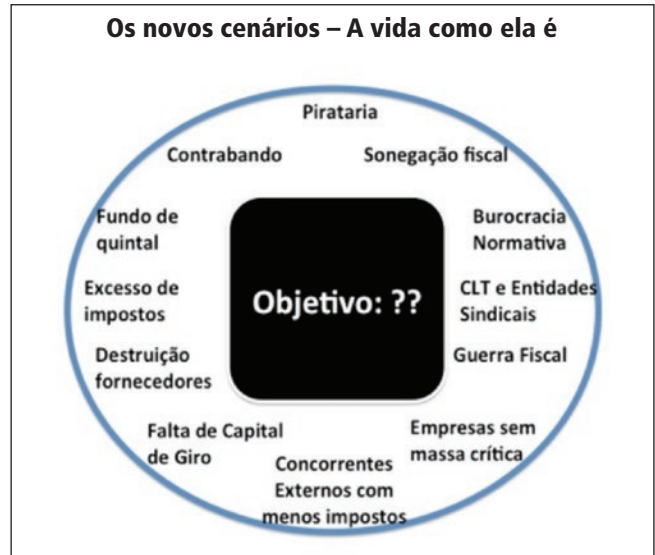 Os novos cenários – A vida como ela é
Pirataria
Contrabando
Sonegação fiscal
Fundo de
quintal
Burocracia
Normativa
Excesso de
impostos
Objetivo: ??
CLT e Entidades
Sindicais
Destruição
fornecedores
Guerra Fiscal
Falta de Capital
de Giro
Concorrentes
Externos com
menos impostos
Empresas sem
massa crítica